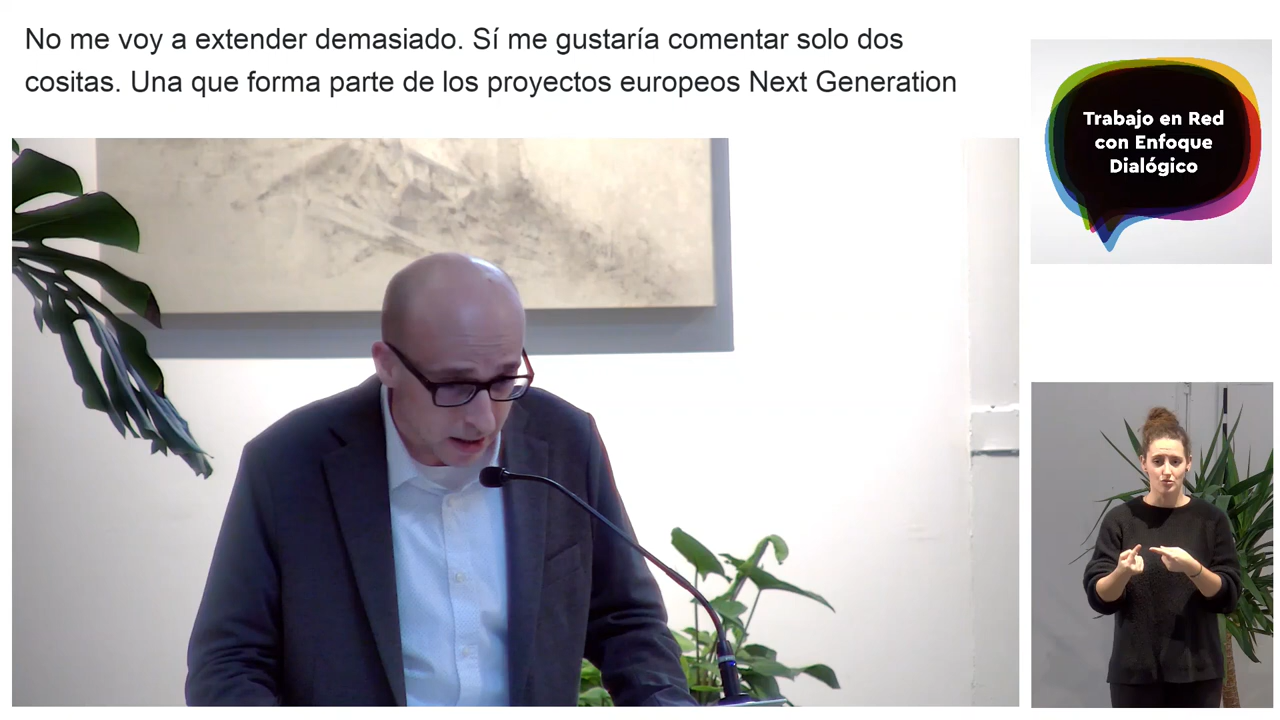 No me voy a extender demasiado. Sí me gustaría comentar solo dos
cositas. Una que forma parte de los proyectos europeos Next Generation
Trabajo en Red
con Enfoque
Dialógico